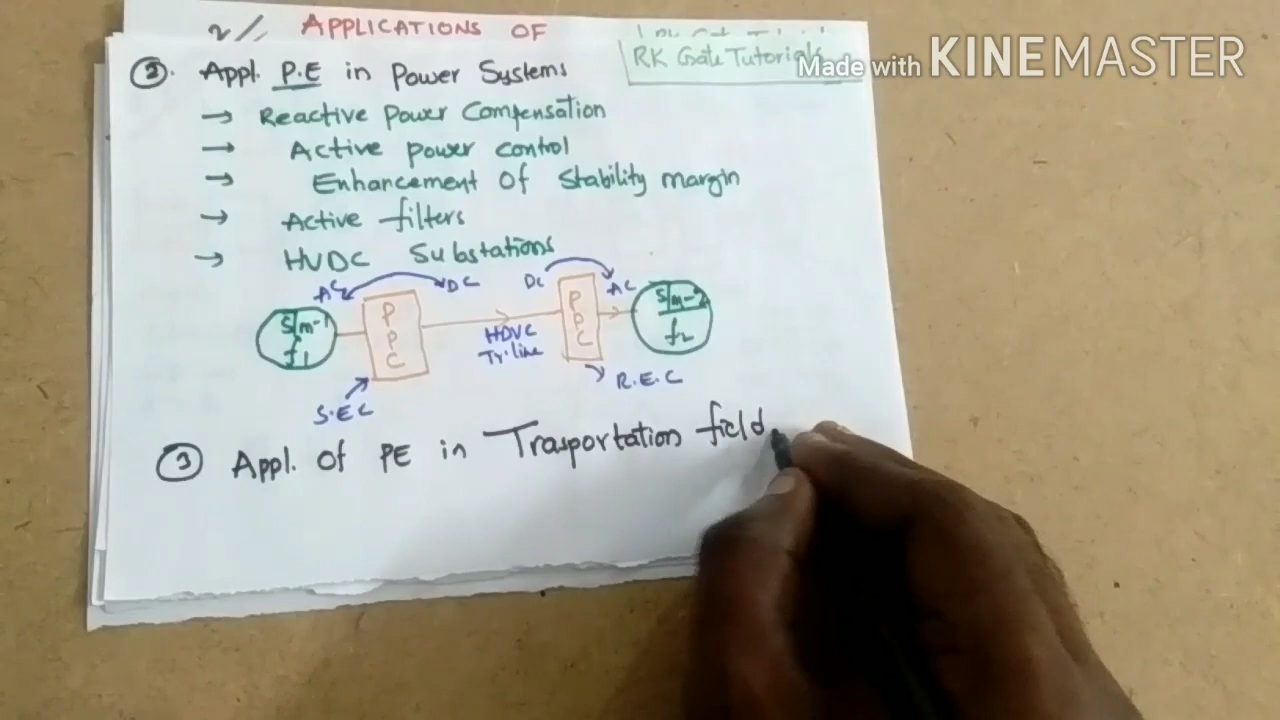 2// APPLICATIONS OF
RK Gate Tutorials
Made with KINEMASTER
② Appl. P.E in Power Systems
→ Reactive power Compensation
→ Active power control
→ Enhancement Of Stability margin
→ Active filters
→ HVDC Substations
AC DC
DC AC
S/m-1
f1
P
P
C
HDVC
Tr.line
P
P
C
S/m-2
f2
S.E.C
R.E.C
③ Appl. Of PE in Trasportation field.